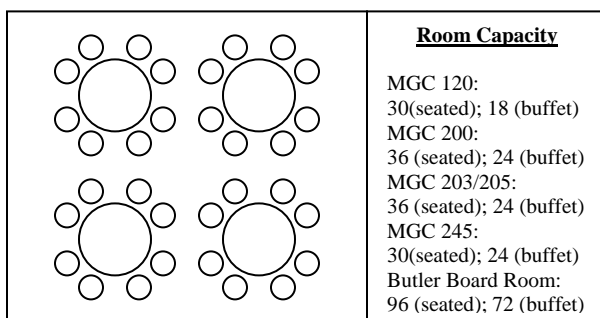 Room Capacity
MGC 120:
30(seated); 18 (buffet)
MGC 200:
36 (seated); 24 (buffet)
MGC 203/205:
36 (seated); 24 (buffet)
MGC 245:
30(seated); 24 (buffet)
Butler Board Room:
96 (seated); 72 (buffet)